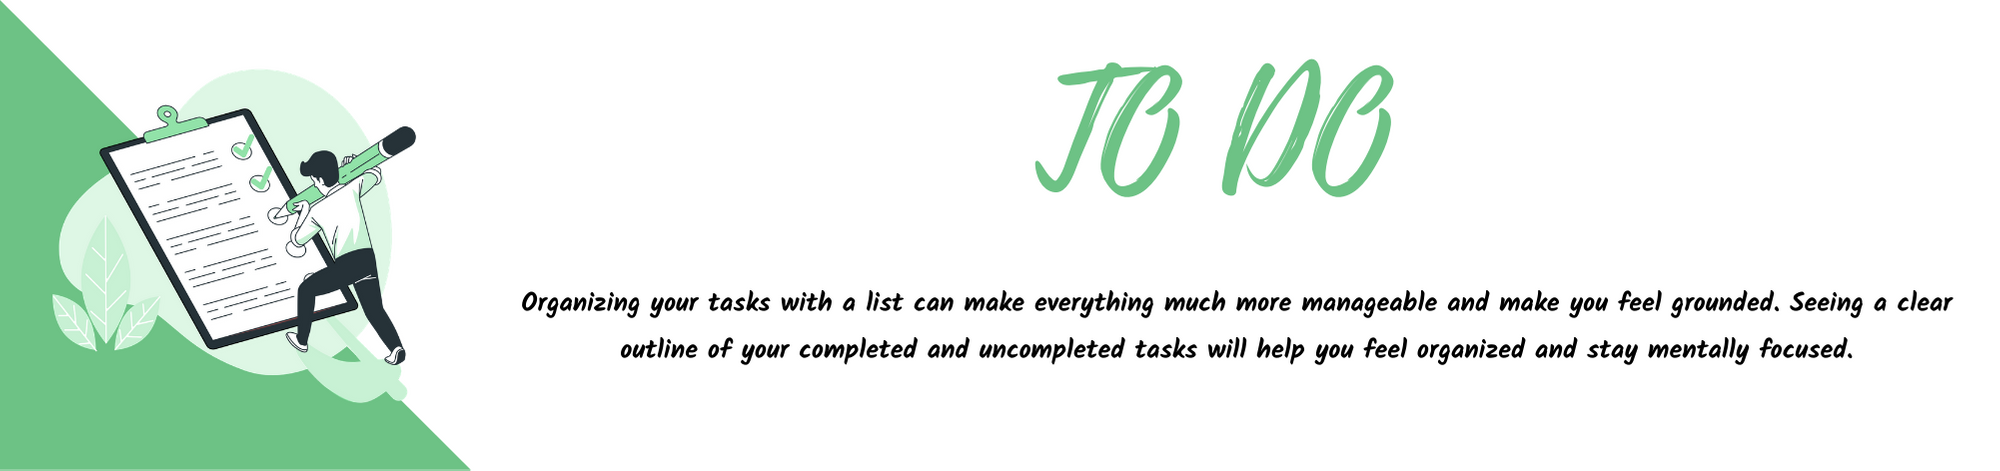 TO DO
Organizing your tasks with a list can make everything much more manageable and make you feel grounded. Seeing a clear
outline of your completed and uncompleted tasks will help you feel organized and stay mentally focused.